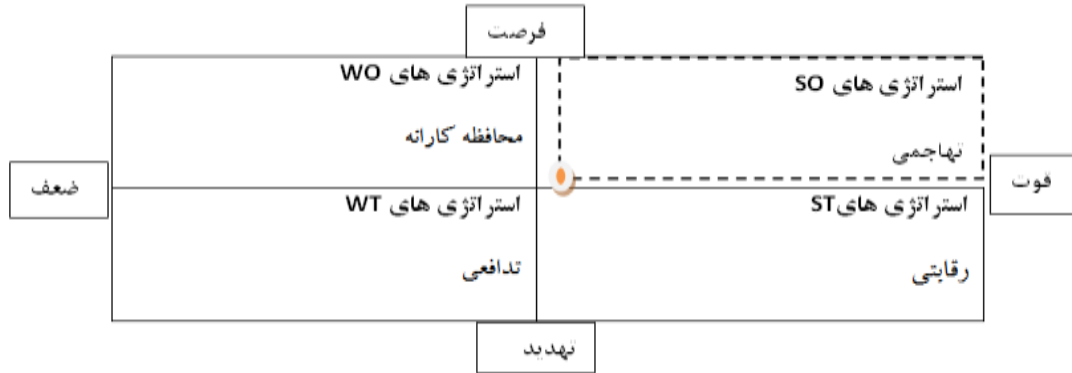 فرصت
استراتژی های SO
تهاجمی
استراتژی های WO
محافظه کارانه
قوت
ضعف
استراتژی هایST
رقابتی
استراتژی های WT
تدافعی
تهدید